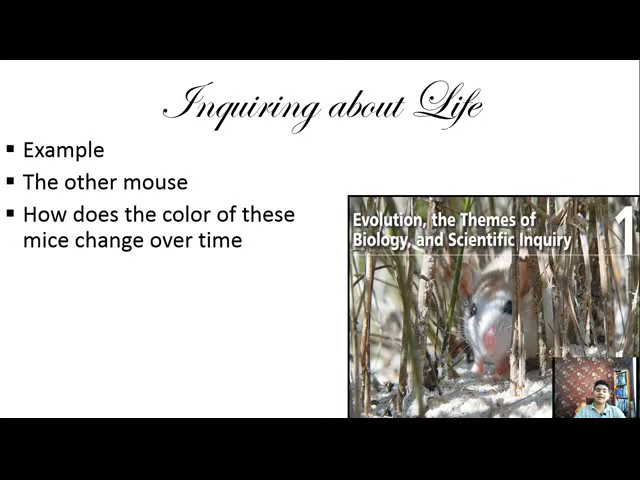 Inquiring about Life
Example
The other mouse
How does the color of these
mice change over time
Evolution, the Themes of
Biology, and Scientific Inquiry
1